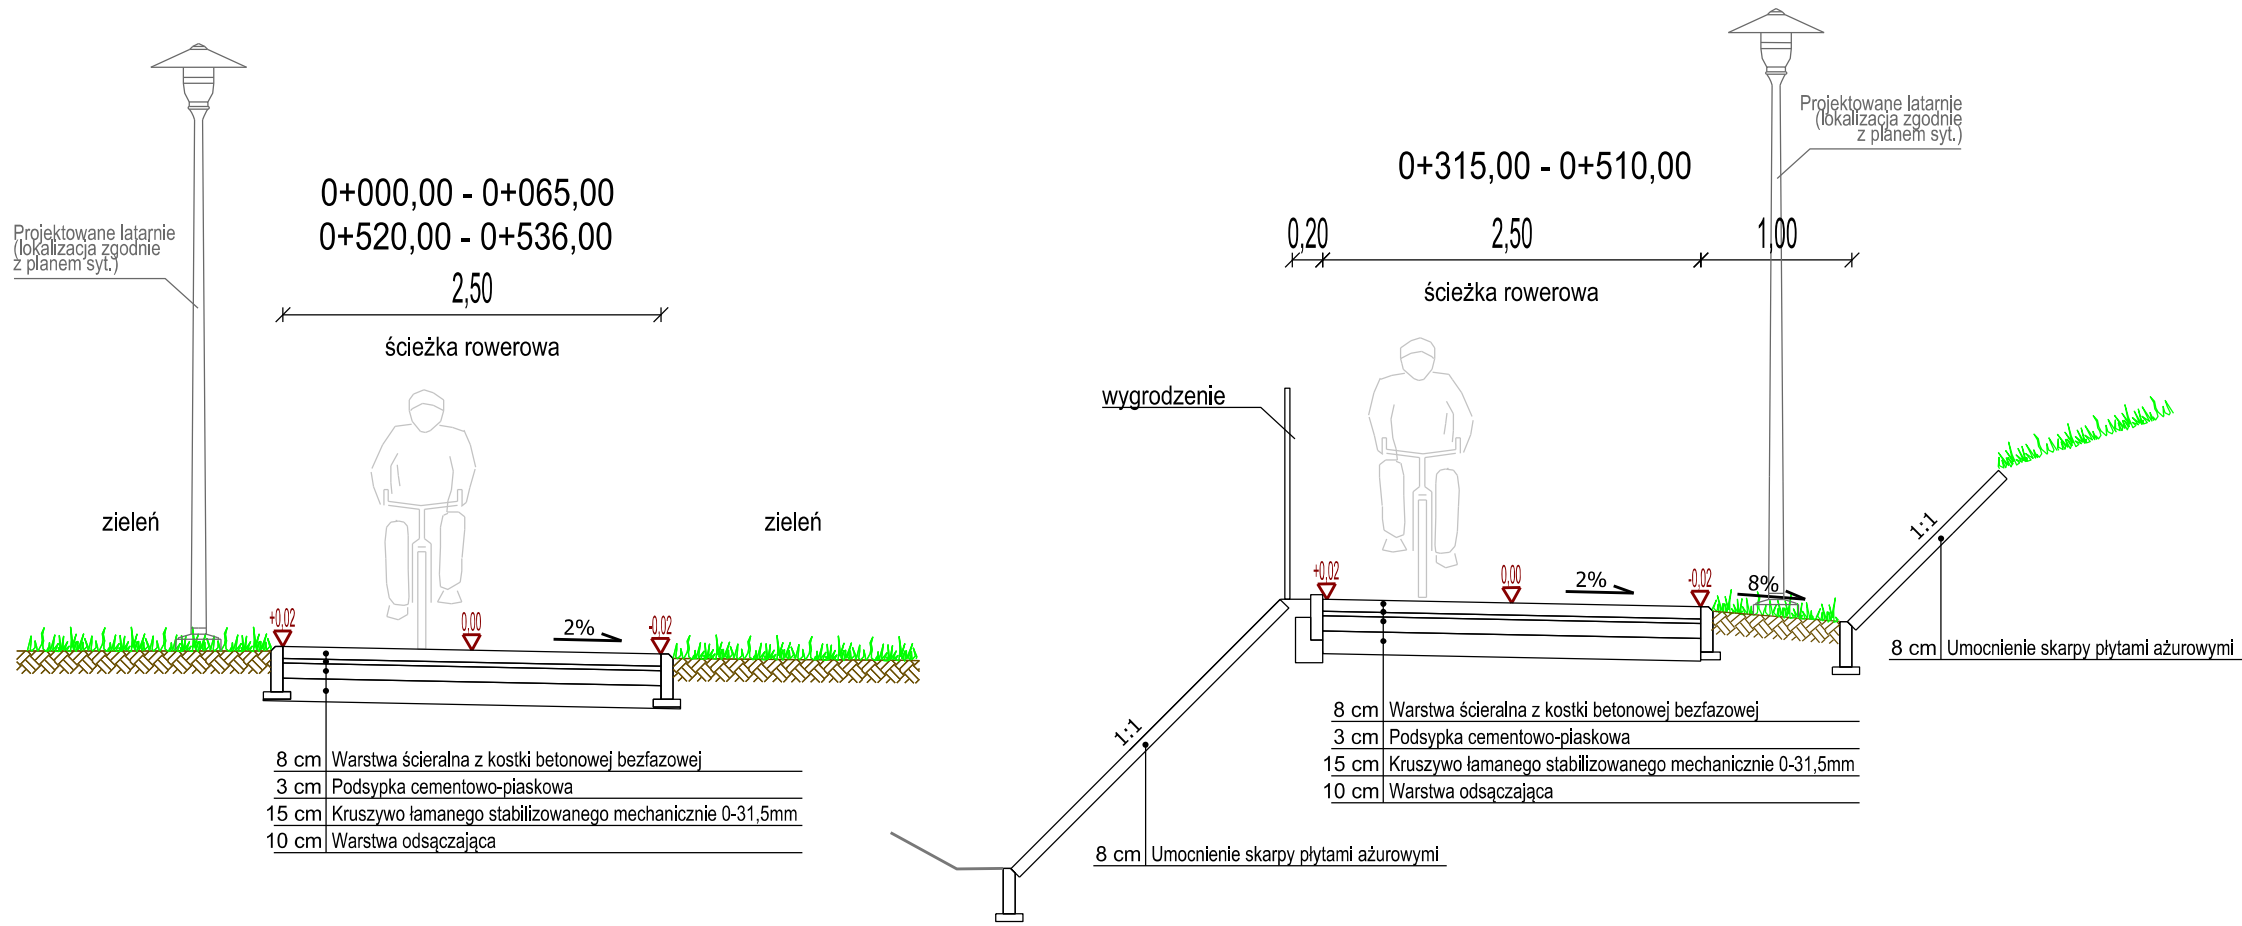 0+000,00 - 0+065,00
0+520,00 - 0+536,00
2,50
ścieżka rowerowa
Projektowane latarnie
(lokalizacja zgodnie
z planem syt.)
zieleń
zieleń
+0,02
0,00
2%
-0,02
8 cm Warstwa ścieralna z kostki betonowej bezfazowej
3 cm Podsypka cementowo-piaskowa
15 cm Kruszywo łamanego stabilizowanego mechanicznie 0-31,5mm
10 cm Warstwa odsączająca
0+315,00 - 0+510,00
Projektowane latarnie
(lokalizacja zgodnie
z planem syt.)
0,20
2,50
1,00
ścieżka rowerowa
wygrodzenie
+0,02
0,00
2%
-0,02
8%
1:1
8 cm Umocnienie skarpy płytami ażurowymi
8 cm Warstwa ścieralna z kostki betonowej bezfazowej
3 cm Podsypka cementowo-piaskowa
15 cm Kruszywo łamanego stabilizowanego mechanicznie 0-31,5mm
10 cm Warstwa odsączająca
1:1
8 cm Umocnienie skarpy płytami ażurowymi